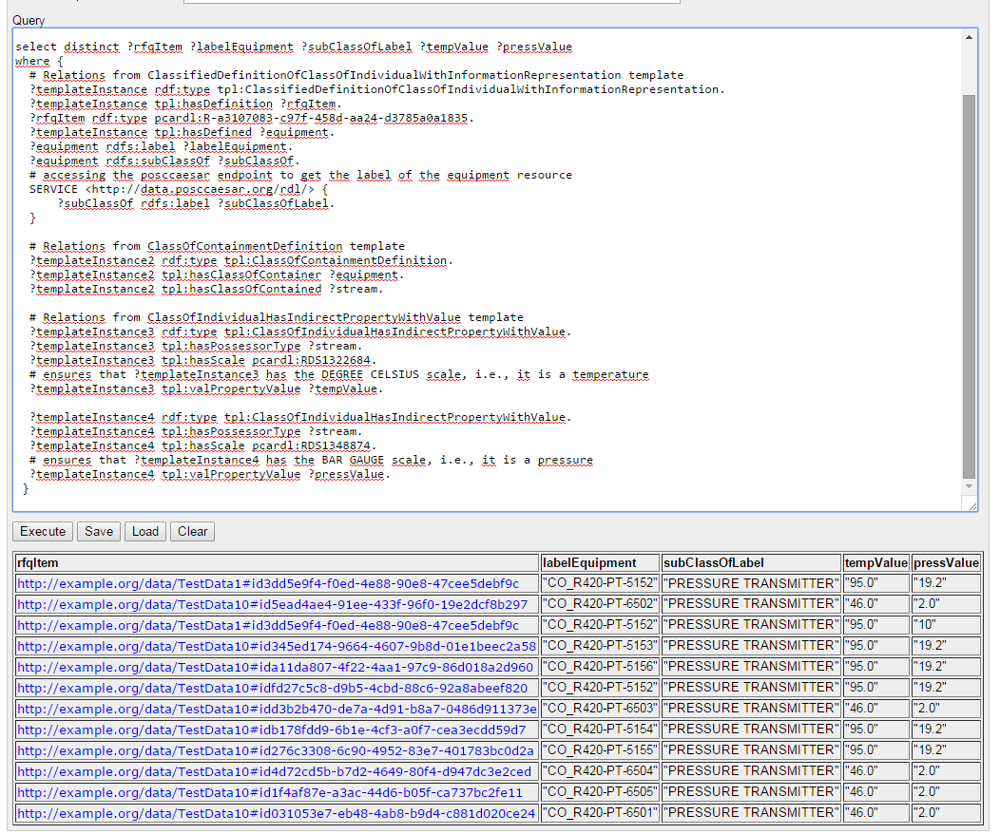 Query
select distinct ?rfqItem ?labelEquipment ?subClassOfLabel ?tempValue ?pressValue
where {
# Relations from ClassifiedDefinitionOfClassOfIndividualWithInformationRepresentation template
?templateInstance rdf:type tpl:ClassifiedDefinitionOfClassOfIndividualWithInformationRepresentation.
?templateInstance tpl:hasDefinition ?rfqItem.
?rfqItem rdf:type pcardl:R-a3107083-c97f-458d-aa24-d3785a0a1835.
?templateInstance tpl:hasDefined ?equipment.
?equipment rdfs:label ?labelEquipment.
?equipment rdfs:subClassOf ?subClassOf.
# accessing the posccaesar endpoint to get the label of the equipment resource
SERVICE <http://data.posccaesar.org/rdl/> {
?subClassOf rdfs:label ?subClassOfLabel.
}
# Relations from ClassOfContainmentDefinition template
?templateInstance2 rdf:type tpl:ClassOfContainmentDefinition.
?templateInstance2 tpl:hasClassOfContainer ?equipment.
?templateInstance2 tpl:hasClassOfContained ?stream.
# Relations from ClassOfIndividualHasIndirectPropertyWithValue template
?templateInstance3 rdf:type tpl:ClassOfIndividualHasIndirectPropertyWithValue.
?templateInstance3 tpl:hasPossessorType ?stream.
?templateInstance3 tpl:hasScale pcardl:RDS1322684.
# ensures that ?templateInstance3 has the DEGREE CELSIUS scale, i.e., it is a temperature
?templateInstance3 tpl:valPropertyValue ?tempValue.
?templateInstance4 rdf:type tpl:ClassOfIndividualHasIndirectPropertyWithValue.
?templateInstance4 tpl:hasPossessorType ?stream.
?templateInstance4 tpl:hasScale pcardl:RDS1348874.
# ensures that ?templateInstance4 has the BAR GAUGE scale, i.e., it is a pressure
?templateInstance4 tpl:valPropertyValue ?pressValue.
}
Execute Save Load Clear
rfqItem labelEquipment subClassOfLabel tempValue pressValue
http://example.org/data/TestData1#id3dd5e9f4-f0ed-4e88-90e8-47cee5debf9c "CO_R420-PT-5152" "PRESSURE TRANSMITTER" "95.0" "19.2"
http://example.org/data/TestData10#id5ead4ae4-91ee-433f-96f0-19e2dcf8b297 "CO_R420-PT-6502" "PRESSURE TRANSMITTER" "46.0" "2.0"
http://example.org/data/TestData1#id3dd5e9f4-f0ed-4e88-90e8-47cee5debf9c "CO_R420-PT-5152" "PRESSURE TRANSMITTER" "95.0" "10"
http://example.org/data/TestData10#id345ed174-9664-4607-9b8d-01e1beec2a58 "CO_R420-PT-5153" "PRESSURE TRANSMITTER" "95.0" "19.2"
http://example.org/data/TestData10#ida11da807-4f22-4aa1-97c9-86d018a2d960 "CO_R420-PT-5156" "PRESSURE TRANSMITTER" "95.0" "19.2"
http://example.org/data/TestData10#idfd27c5c8-d9b5-4cbd-88c6-92a8abeef820 "CO_R420-PT-5152" "PRESSURE TRANSMITTER" "95.0" "19.2"
http://example.org/data/TestData10#idd3b2b470-de7a-4d91-b8a7-0486d911373e "CO_R420-PT-6503" "PRESSURE TRANSMITTER" "46.0" "2.0"
http://example.org/data/TestData10#idb178fdd9-6b1e-4cf3-a0f7-cea3ecdd59d7 "CO_R420-PT-5154" "PRESSURE TRANSMITTER" "95.0" "19.2"
http://example.org/data/TestData10#id276c3308-6c90-4952-83e7-401783bc0d2a "CO_R420-PT-5155" "PRESSURE TRANSMITTER" "95.0" "19.2"
http://example.org/data/TestData10#id4d72cd5b-b7d2-4649-80f4-d947dc3e2ced "CO_R420-PT-6504" "PRESSURE TRANSMITTER" "46.0" "2.0"
http://example.org/data/TestData10#id1f4af87e-a3ac-44d6-b05f-ca737bc2fe11 "CO_R420-PT-6505" "PRESSURE TRANSMITTER" "46.0" "2.0"
http://example.org/data/TestData10#id031053e7-eb48-4ab8-b9d4-c881d020ce24 "CO_R420-PT-6501" "PRESSURE TRANSMITTER" "46.0" "2.0"